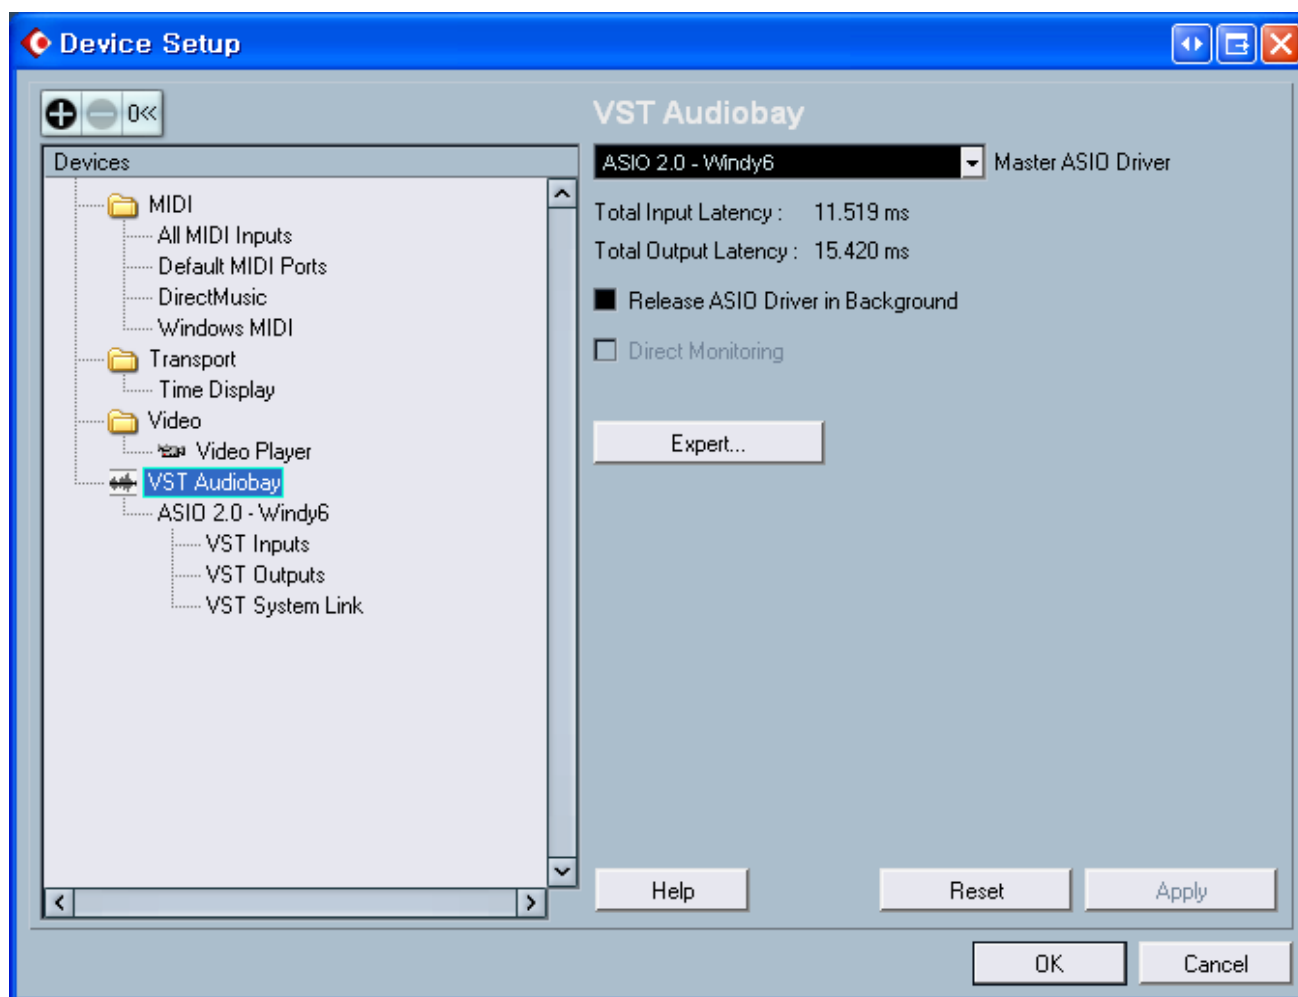 Device Setup
0<<
Devices
MIDI
All MIDI Inputs
Default MIDI Ports
DirectMusic
Windows MIDI
Transport
Time Display
Video
Video Player
VST Audiobay
ASIO 2.0 - Windy6
VST Inputs
VST Outputs
VST System Link
VST Audiobay
ASIO 2.0 - Windy6 Master ASIO Driver
Total Input Latency : 11.519 ms
Total Output Latency : 15.420 ms
Release ASIO Driver in Background
Direct Monitoring
Expert...
Help Reset Apply
OK Cancel